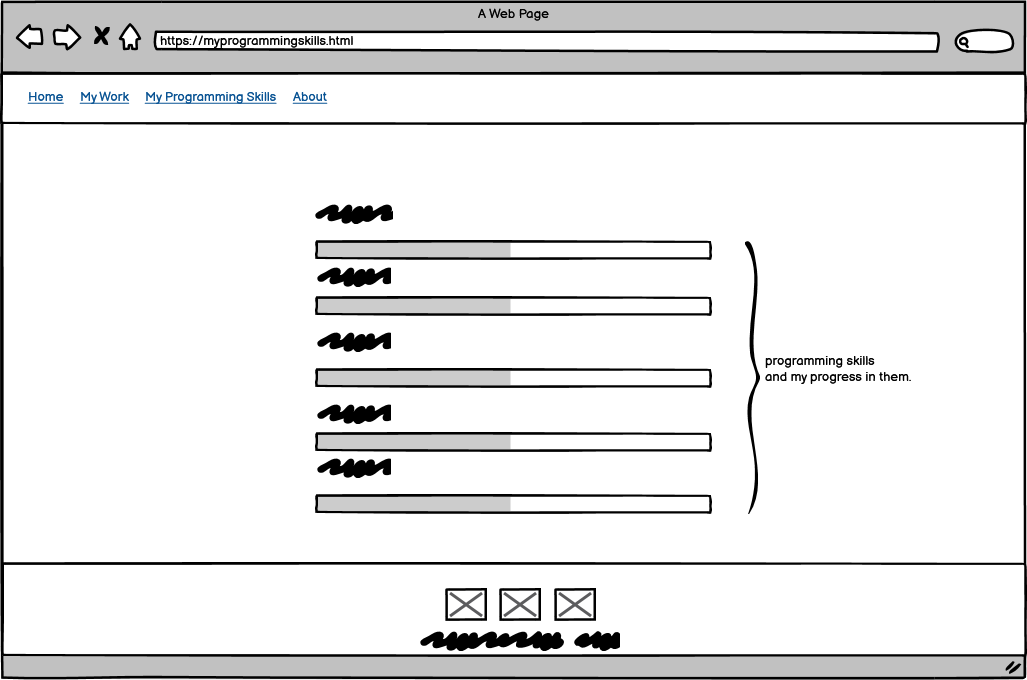 A Web Page
https://myprogrammingskills.html
Home My Work My Programming Skills About
programming skills
and my progress in them.